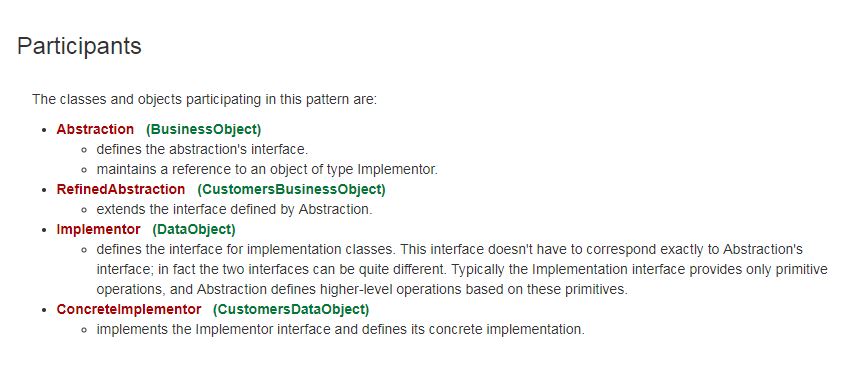 Participants
The classes and objects participating in this pattern are:
Abstraction (BusinessObject)
defines the abstraction's interface.
maintains a reference to an object of type Implementor.
RefinedAbstraction (CustomersBusinessObject)
extends the interface defined by Abstraction.
Implementor (DataObject)
defines the interface for implementation classes. This interface doesn't have to correspond exactly to Abstraction's
interface; in fact the two interfaces can be quite different. Typically the Implementation interface provides only primitive
operations, and Abstraction defines higher-level operations based on these primitives.
ConcreteImplementor (CustomersDataObject)
implements the Implementor interface and defines its concrete implementation.